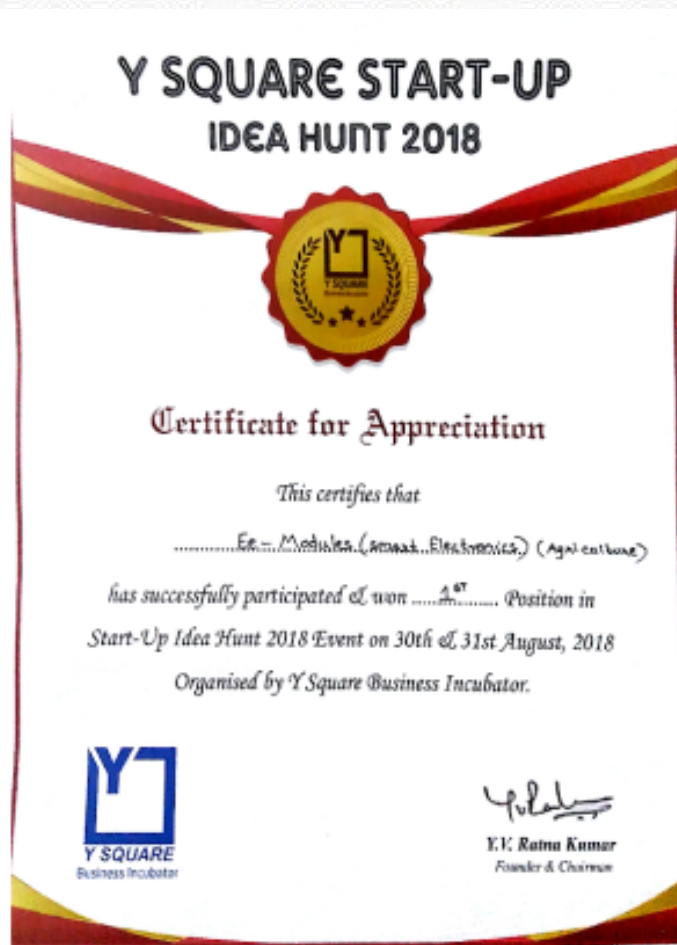 Y SQUARE START-UP
IDEA HUNT 2018
Y SQUARE
Certificate for Appreciation
This certifies that
Ee - Modules (smart Electronics) (Agriculture)
has successfully participated & won 1ST Position in
Start-Up Idea Hunt 2018 Event on 30th & 31st August, 2018
Organised by Y Square Business Incubator.
Y SQUARE
Business Incubator
Y.V. Ratna Kumar
Founder & Chairman